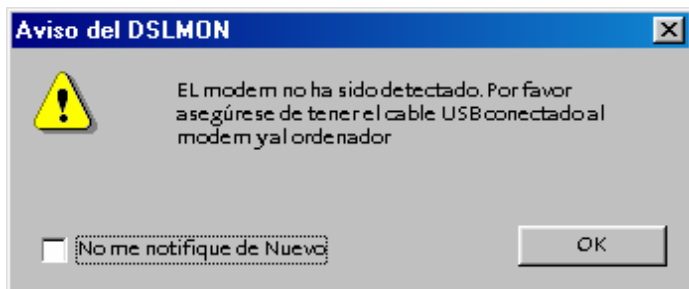 Aviso del DSLMON
EL modem no ha sido detectado. Por favor
asegúrese de tener el cable USB conectado al
modem y al ordenador
No me notifique de Nuevo
OK